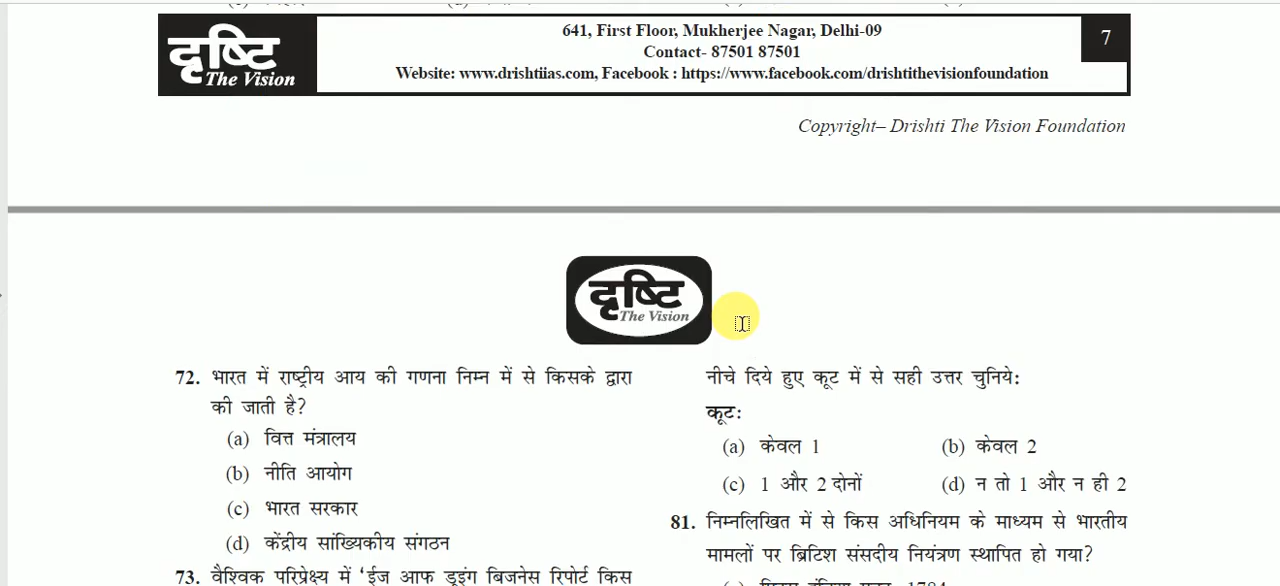 दृष्टि
The Vision
641, First Floor, Mukherjee Nagar, Delhi-09
Contact- 87501 87501
Website: www.drishtiias.com, Facebook : https://www.facebook.com/drishtithevisionfoundation
7
Copyright– Drishti The Vision Foundation
दृष्टि
The Vision
72. भारत में राष्ट्रीय आय की गणना निम्न में से किसके द्वारा
की जाती है?
(a) वित्त मंत्रालय
(b) नीति आयोग
(c) भारत सरकार
(d) केंद्रीय सांख्यिकीय संगठन
73. वैश्विक परिप्रेक्ष्य में ‘ईज आफ डूइंग बिजनेस रिपोर्ट किस
नीचे दिये हुए कूट में से सही उत्तर चुनिये:
कूट:
(a) केवल 1 (b) केवल 2
(c) 1 और 2 दोनों (d) न तो 1 और न ही 2
81. निम्नलिखित में से किस अधिनियम के माध्यम से भारतीय
मामलों पर ब्रिटिश संसदीय नियंत्रण स्थापित हो गया?